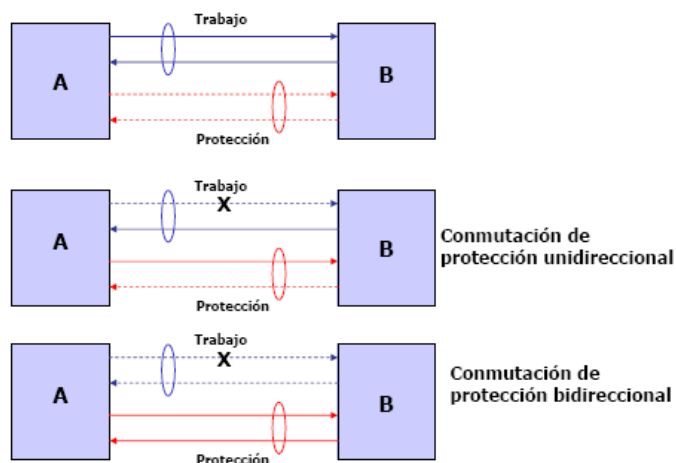 Trabajo
A
B
Protección
Trabajo
X
A
B
Conmutación de
protección unidireccional
Protección
Trabajo
X
A
B
Conmutación de
protección bidireccional
Protección